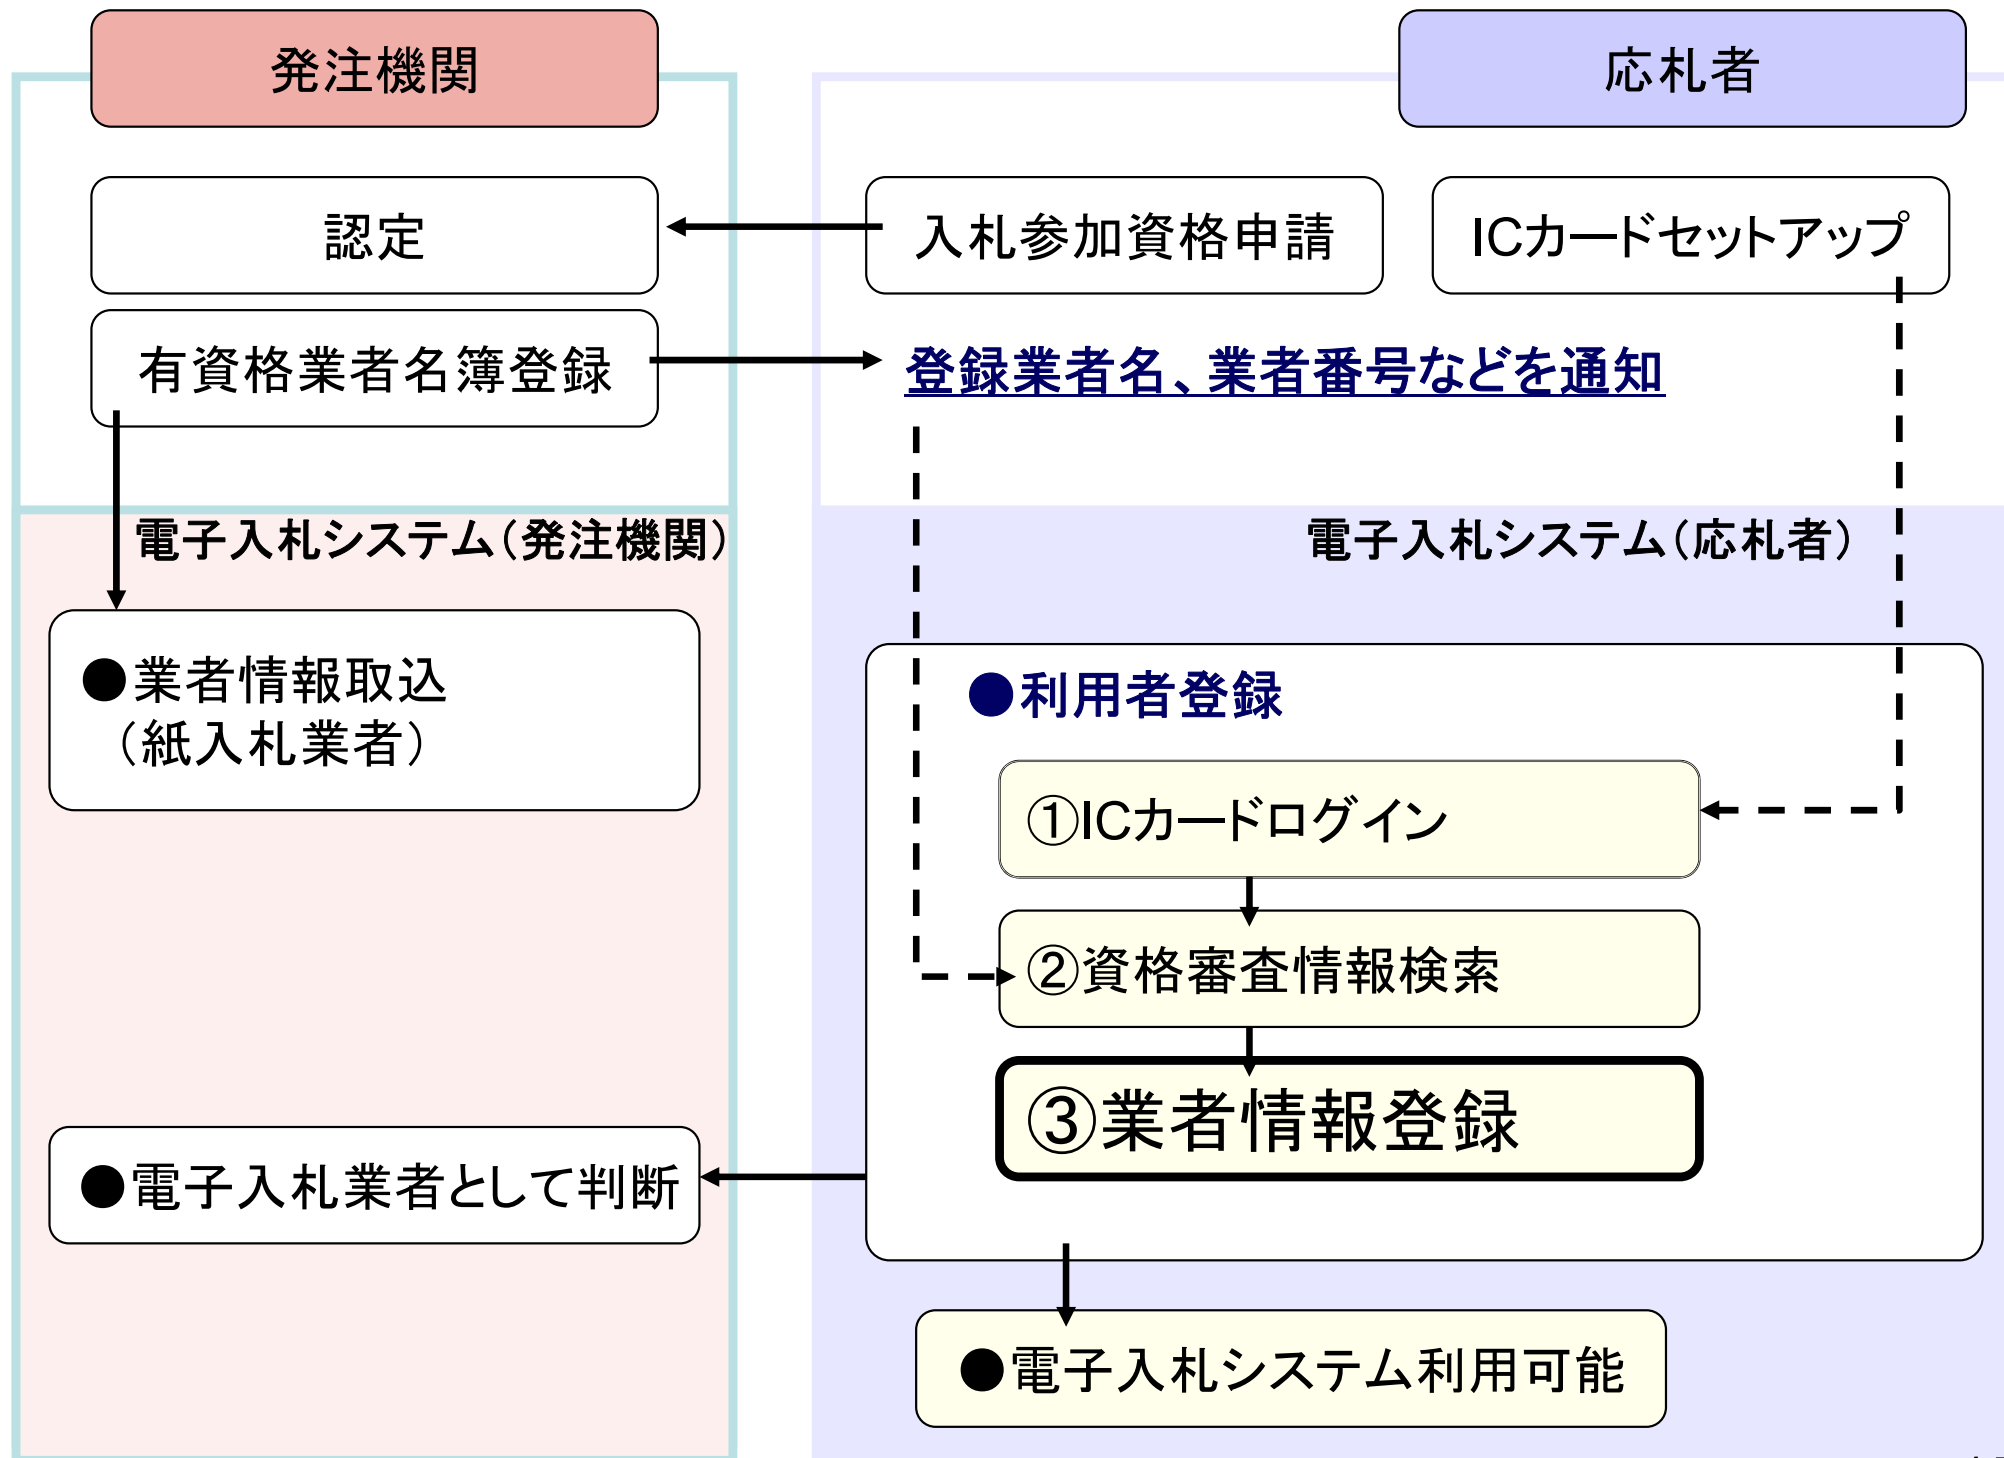 発注機関
応札者
認定
入札参加資格申請
ICカードセットアップ
有資格業者名簿登録
登録業者名、業者番号などを通知
電子入札システム（発注機関）
電子入札システム（応札者）
●業者情報取込
（紙入札業者）
●利用者登録
①ICカードログイン
②資格審査情報検索
③業者情報登録
●電子入札業者として判断
●電子入札システム利用可能